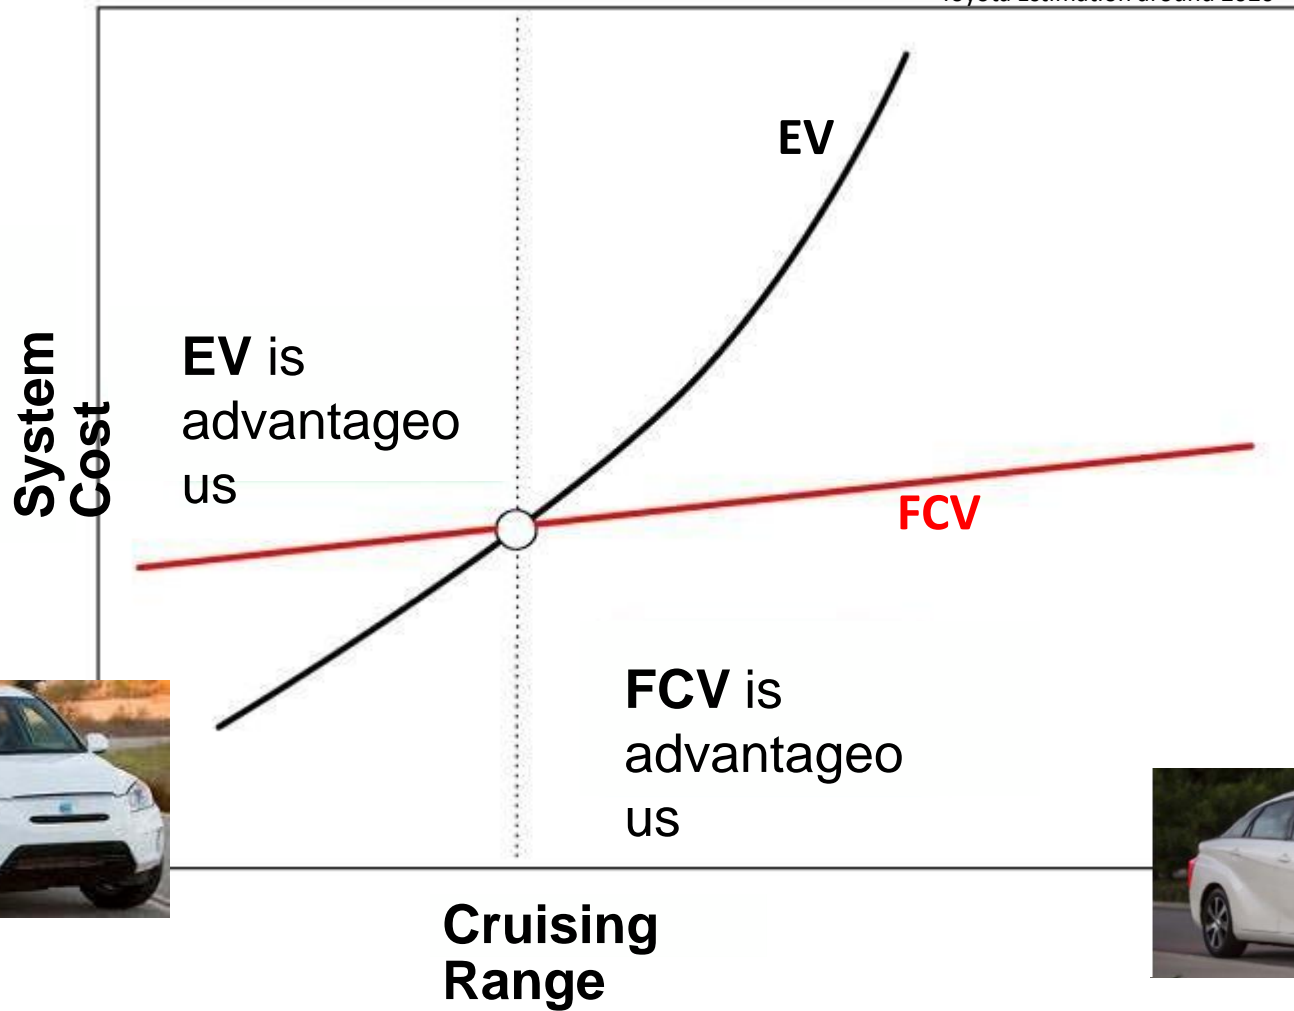 EV
EV is
advantageo
us
System
Cost
FCV
FCV is
advantageo
us
Cruising
Range